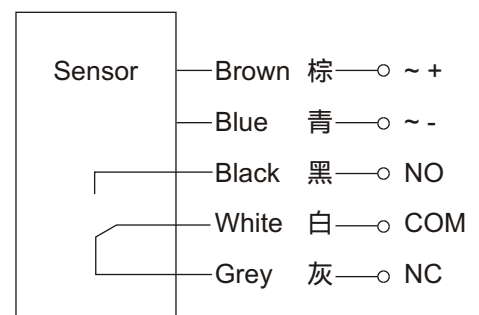 Sensor Brown 棕 ~ +
Blue 青 ~ -
Black 黑 NO
White 白 COM
Grey 灰 NC